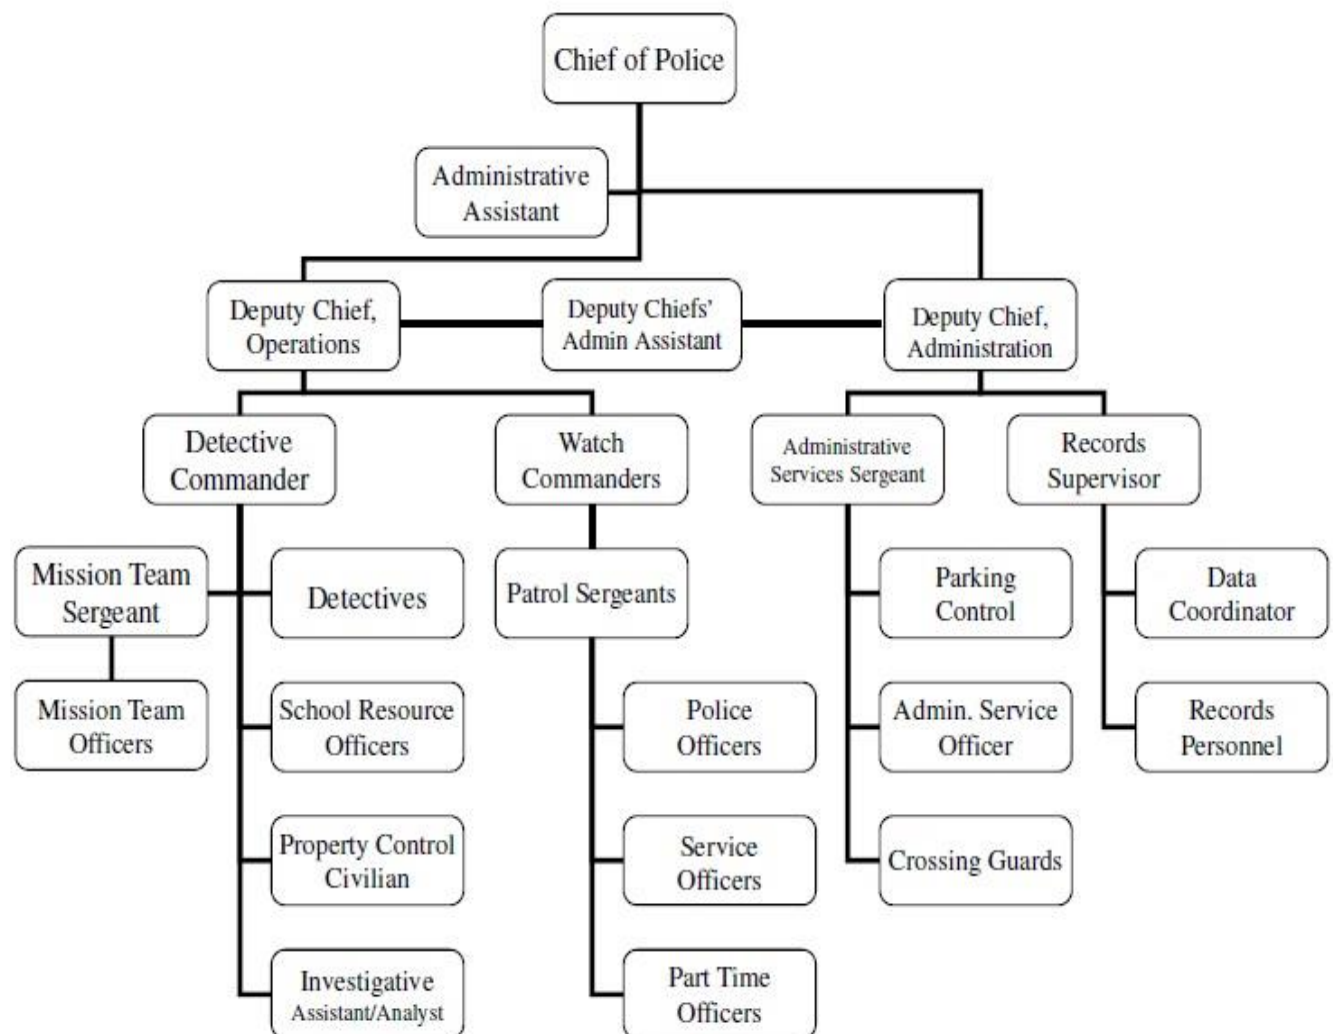 Chief of Police
Administrative
Assistant
Deputy Chief,
Operations
Deputy Chiefs’
Admin Assistant
Deputy Chief,
Administration
Detective
Commander
Watch
Commanders
Administrative
Services Sergeant
Records
Supervisor
Mission Team
Sergeant
Detectives
Patrol Sergeants
Parking
Control
Data
Coordinator
Mission Team
Officers
School Resource
Officers
Police
Officers
Admin. Service
Officer
Records
Personnel
Property Control
Civilian
Service
Officers
Crossing Guards
Investigative
Assistant/Analyst
Part Time
Officers